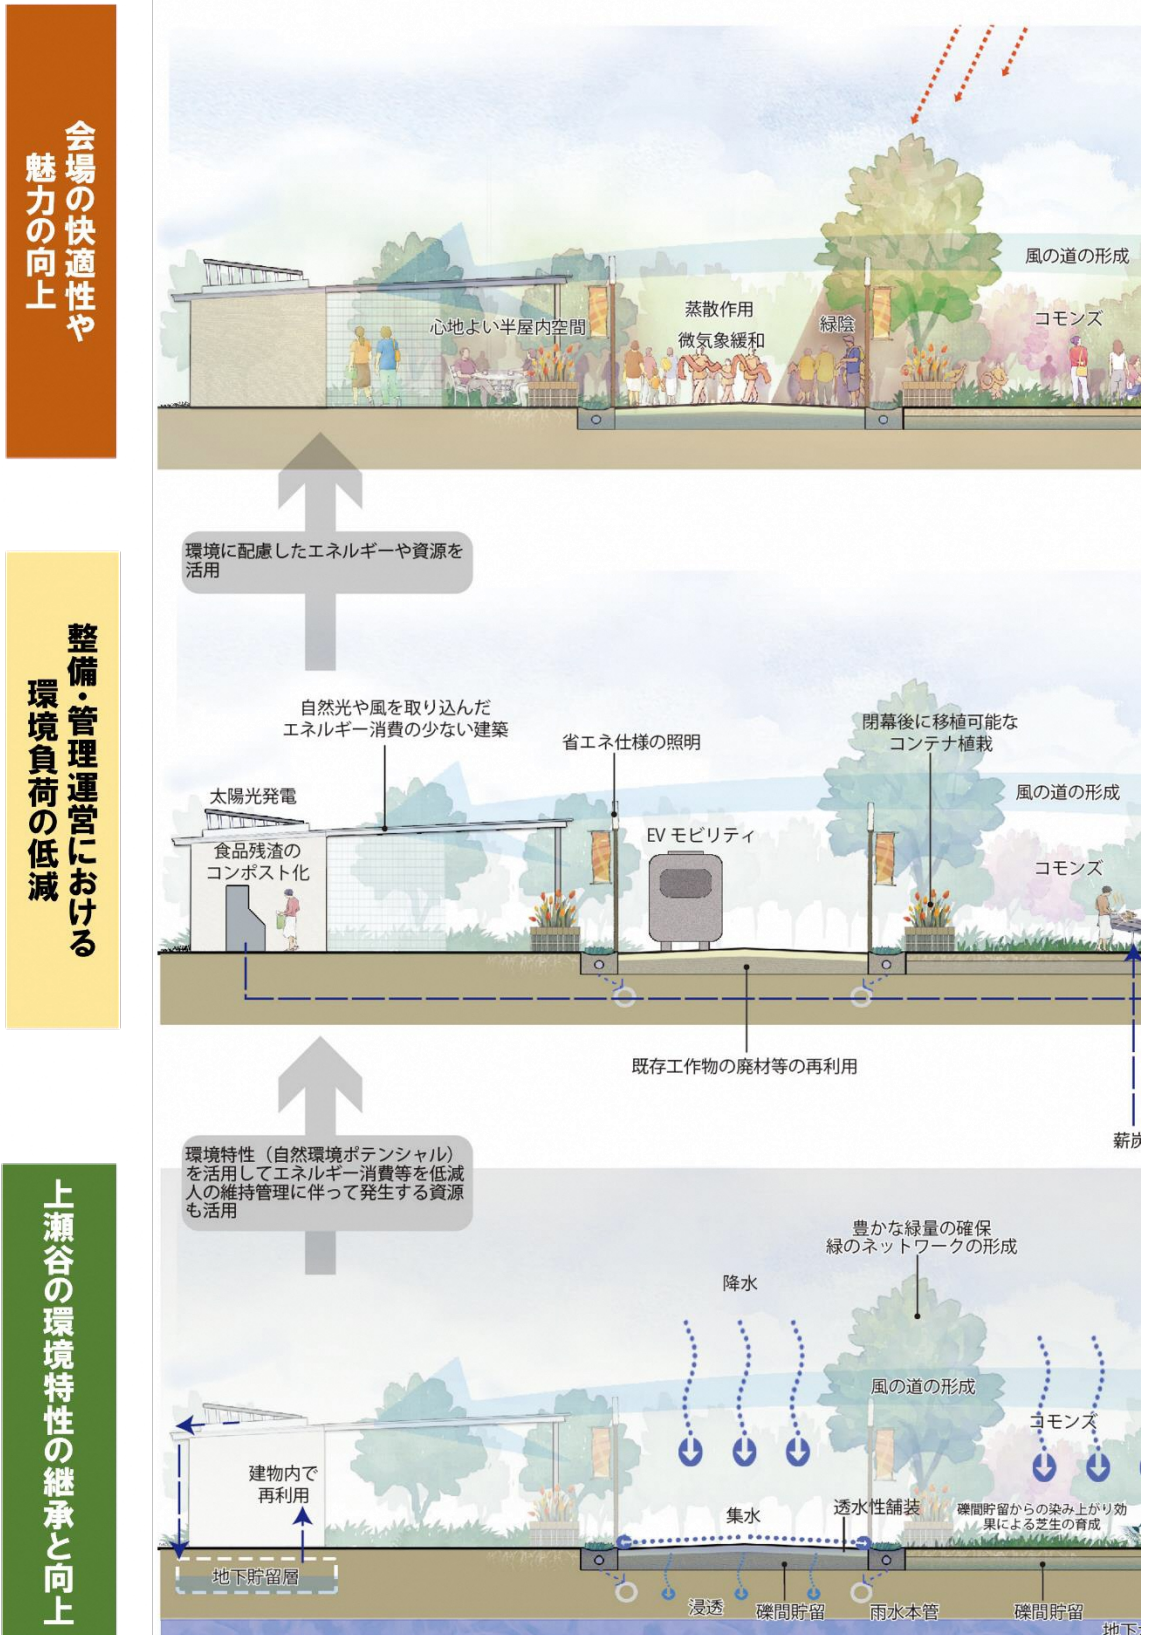 会場の快適性や
魅力の向上
風の道の形成
蒸散作用
微気象緩和
緑陰
コモンズ
心地よい半屋内空間
環境に配慮したエネルギーや資源を
活用
整備・管理運営における
環境負荷の低減
自然光や風を取り込んだ
エネルギー消費の少ない建築
省エネ仕様の照明
閉幕後に移植可能な
コンテナ植栽
太陽光発電
風の道の形成
EV モビリティ
食品残渣の
コンポスト化
コモンズ
既存工作物の廃材等の再利用
薪炭
環境特性（自然環境ポテンシャル）
を活用してエネルギー消費等を低減
人の維持管理に伴って発生する資源
も活用
上瀬谷の環境特性の継承と向上
豊かな緑量の確保
緑のネットワークの形成
降水
風の道の形成
コモンズ
建物内で
再利用
集水
透水性舗装
礫間貯留からの染み上がり効
果による芝生の育成
地下貯留層
浸透
礫間貯留
雨水本管
礫間貯留
地下